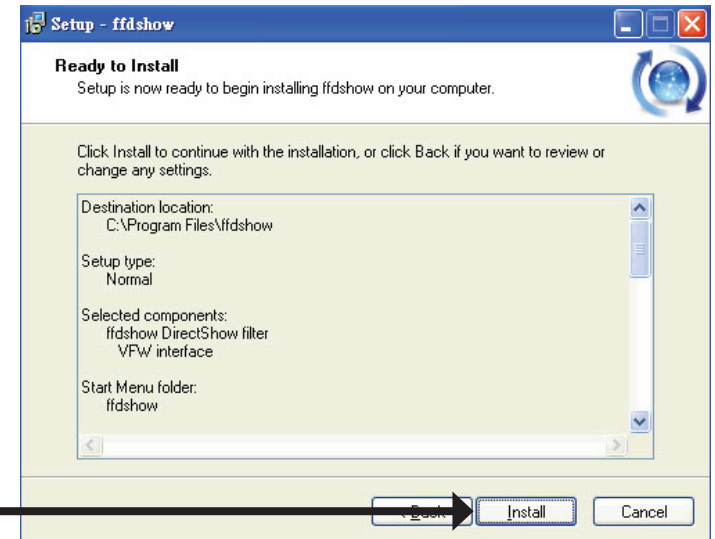 Setup - ffdshow
Ready to Install
Setup is now ready to begin installing ffdshow on your computer.
Click Install to continue with the installation, or click Back if you want to review or
change any settings.
Destination location:
C:\Program Files\ffdshow
Setup type:
Normal
Selected components:
ffdshow DirectShow filter
VFW interface
Start Menu folder:
ffdshow
< Back
Install
Cancel